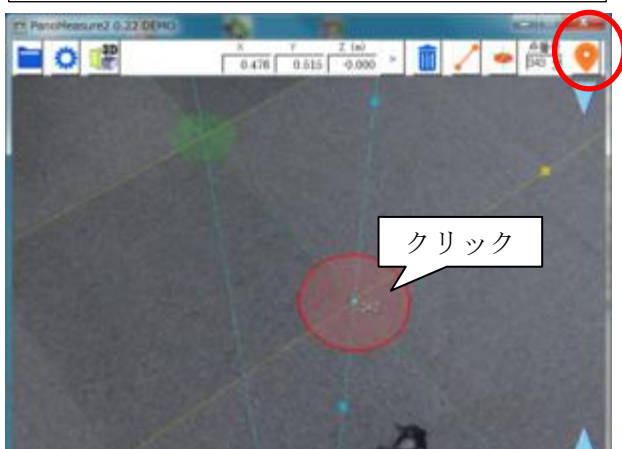 PanoMeasure2 0.22 DEMO
3D
X Y Z (m)
0.476 0.515 -0.000 >
クリック